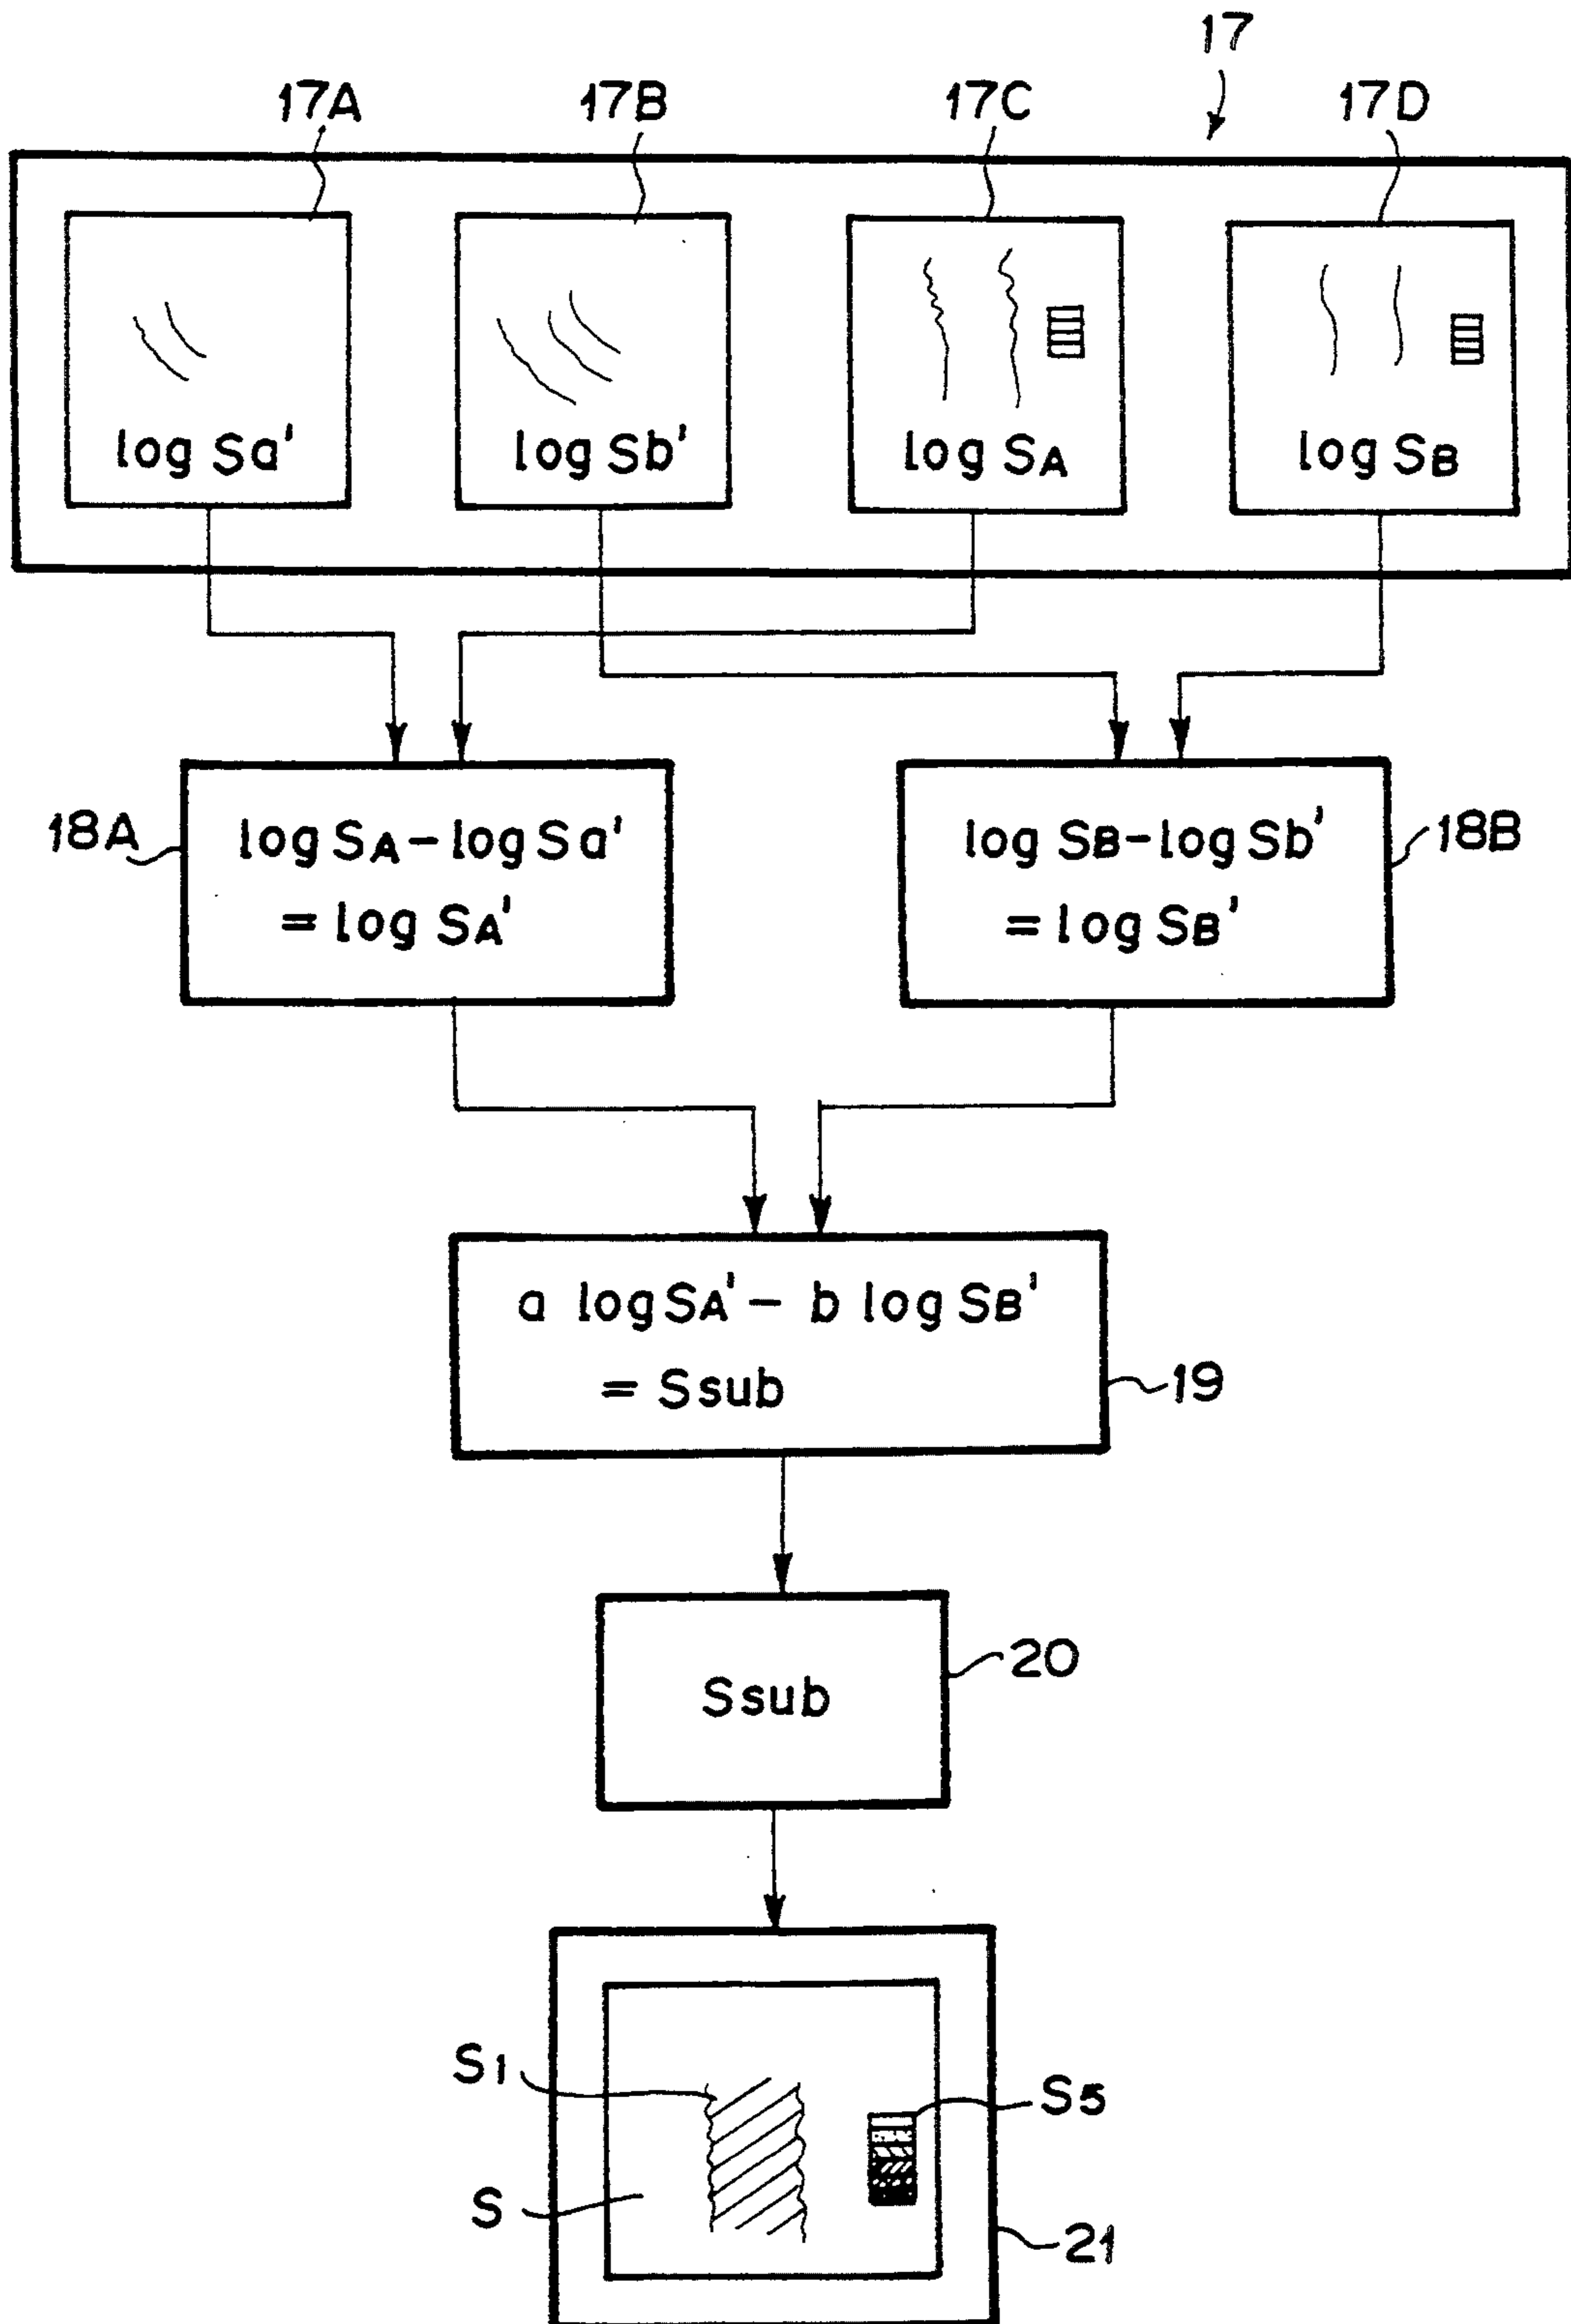 17
17A 17B 17C 17D
log Sa' log Sb' log SA log SB
18A
log SA – log Sa'
= log SA'
log SB – log Sb'
= log SB'
18B
a log SA' – b log SB'
= Ssub
19
Ssub
20
S1
S5
S
21